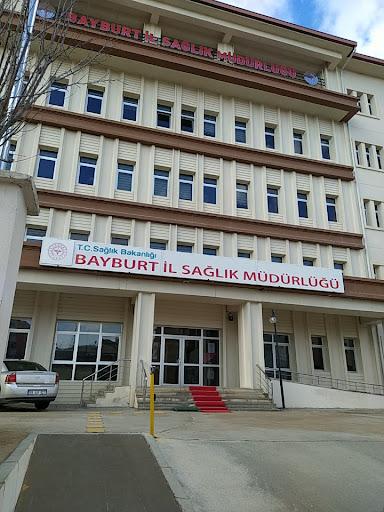 BAYBURT İL SAĞLIK MÜDÜRLÜĞÜ
T.C. Sağlık Bakanlığı
BAYBURT İL SAĞLIK MÜDÜRLÜĞÜ